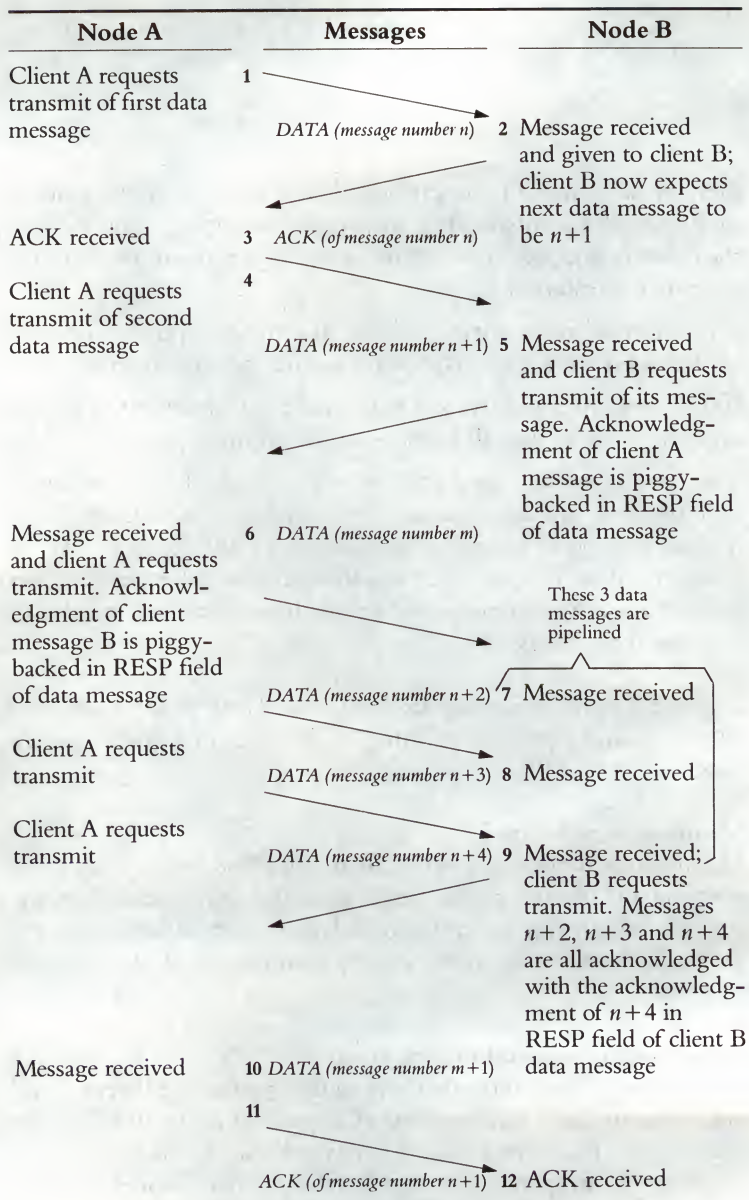 Node A Messages Node B
Client A requests 1
transmit of first data
message
DATA (message number n) 2 Message received
and given to client B;
client B now expects
next data message to
be n+1
ACK received 3 ACK (of message number n)
4
Client A requests
transmit of second
data message
DATA (message number n+1) 5 Message received
and client B requests
transmit of its mes-
sage. Acknowledg-
ment of client A
message is piggy-
backed in RESP field
of data message
Message received 6 DATA (message number m)
and client A requests
transmit. Acknowl-
edgment of client
message B is piggy-
backed in RESP field
of data message
These 3 data
messages are
pipelined
DATA (message number n+2) 7 Message received
Client A requests
transmit
DATA (message number n+3) 8 Message received
Client A requests
transmit
DATA (message number n+4) 9 Message received;
client B requests
transmit. Messages
n+2, n+3 and n+4
are all acknowledged
with the acknowledg-
ment of n+4 in
RESP field of client B
data message
Message received 10 DATA (message number m+1)
11
ACK (of message number n+1) 12 ACK received